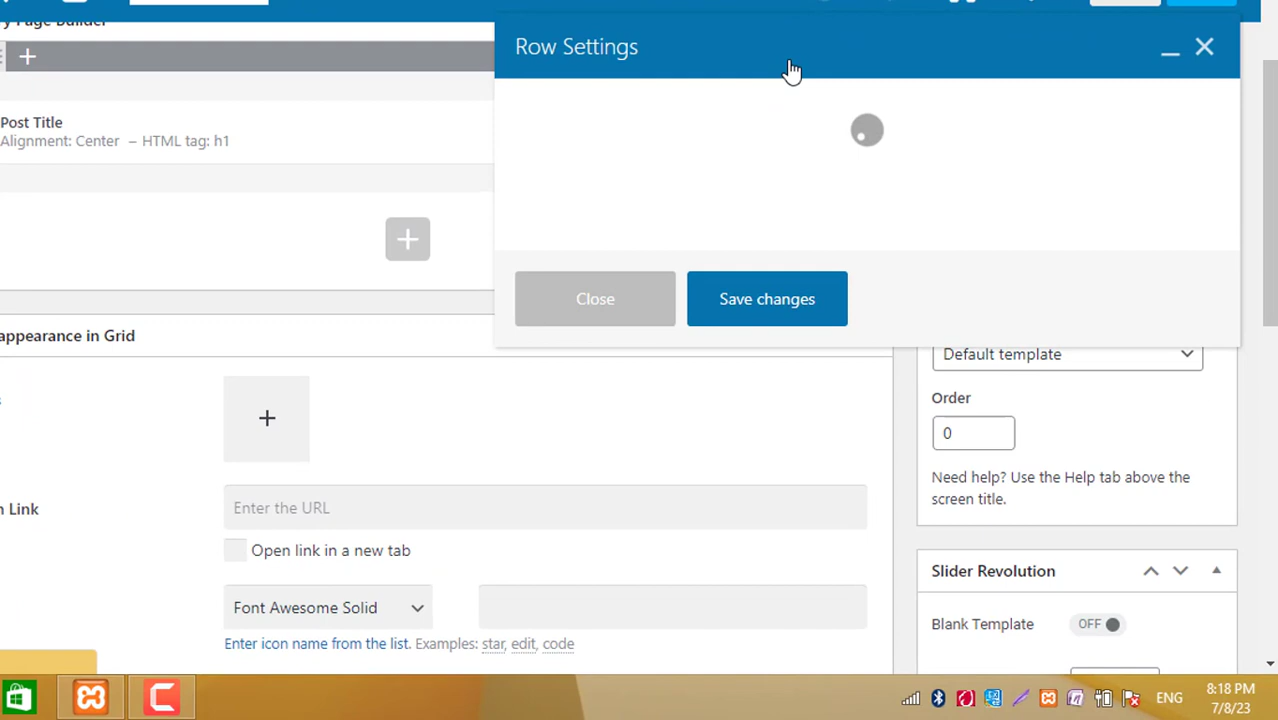 y Page Builder
Row Settings
Post Title
Alignment: Center – HTML tag: h1
Close
Save changes
appearance in Grid
Default template
Order
0
Need help? Use the Help tab above the
screen title.
n Link
Enter the URL
Open link in a new tab
Slider Revolution
Font Awesome Solid
Blank Template
OFF
Enter icon name from the list. Examples: star, edit, code
ENG
8:18 PM
7/8/23